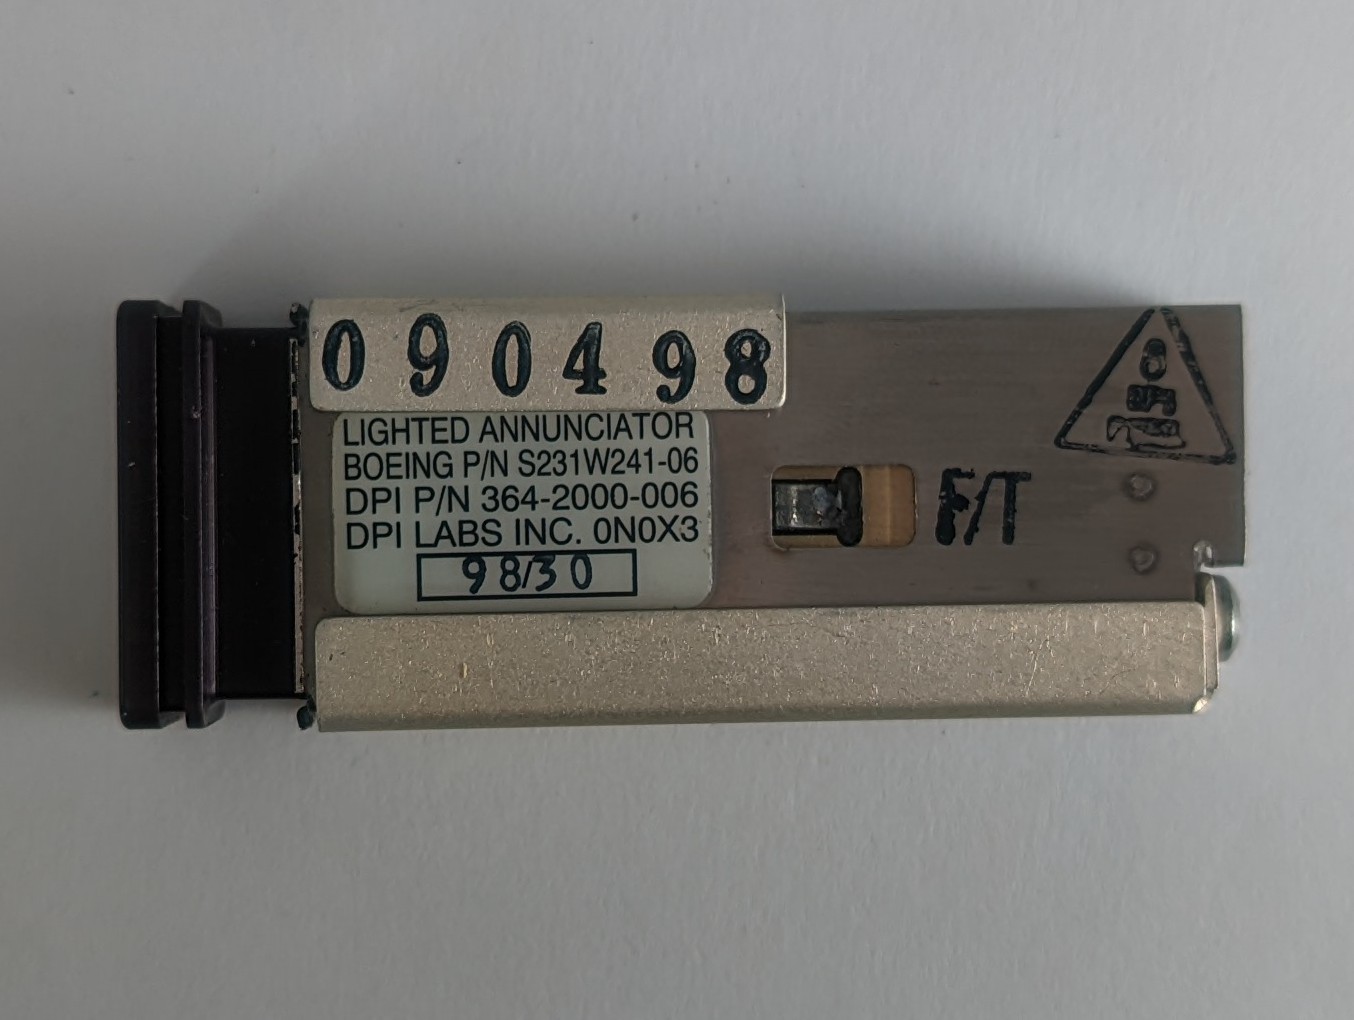 090498
LIGHTED ANNUNCIATOR
BOEING P/N S231W241-06
DPI P/N 364-2000-006
DPI LABS INC. 0N0X3
98/30
F/T